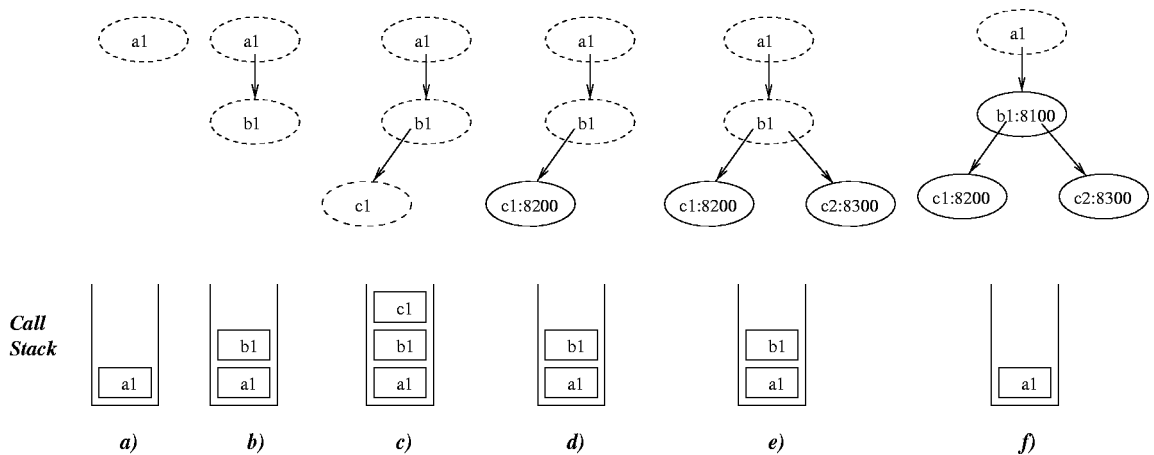 a1 a1 a1 a1 a1 a1
b1 b1 b1 b1 b1:8100
c1 c1:8200 c1:8200 c2:8300 c1:8200 c2:8300
c1
Call
Stack
b1 b1 b1 b1
a1 a1 a1 a1 a1 a1
a) b) c) d) e) f)